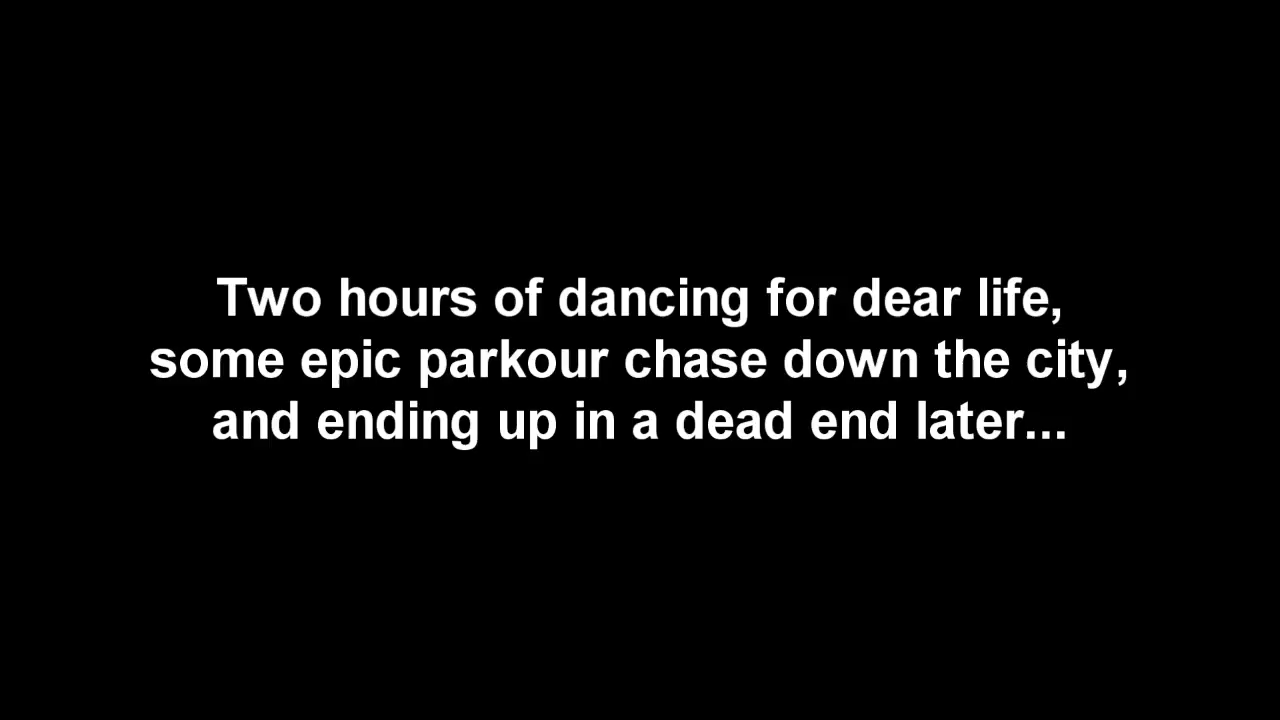 Two hours of dancing for dear life,
some epic parkour chase down the city,
and ending up in a dead end later...